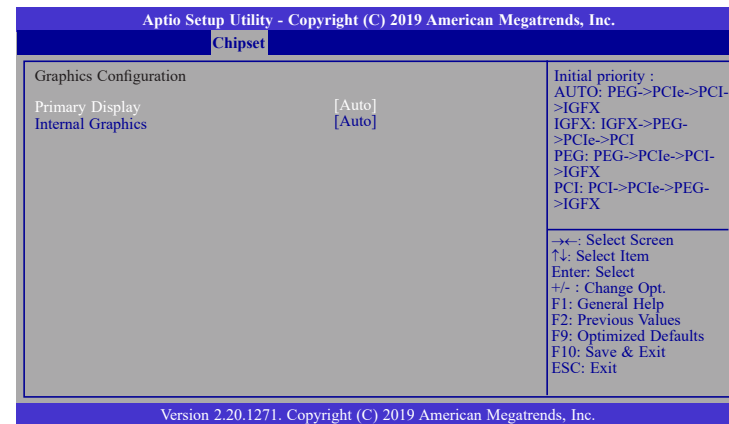 Aptio Setup Utility - Copyright (C) 2019 American Megatrends, Inc.
Chipset
Graphics Configuration
Primary Display [Auto]
Internal Graphics [Auto]
Initial priority :
AUTO: PEG->PCIe->PCI-
>IGFX
IGFX: IGFX->PEG-
>PCIe->PCI
PEG: PEG->PCIe->PCI-
>IGFX
PCI: PCI->PCIe->PEG-
>IGFX
→←: Select Screen
↑↓: Select Item
Enter: Select
+/- : Change Opt.
F1: General Help
F2: Previous Values
F9: Optimized Defaults
F10: Save & Exit
ESC: Exit
Version 2.20.1271. Copyright (C) 2019 American Megatrends, Inc.